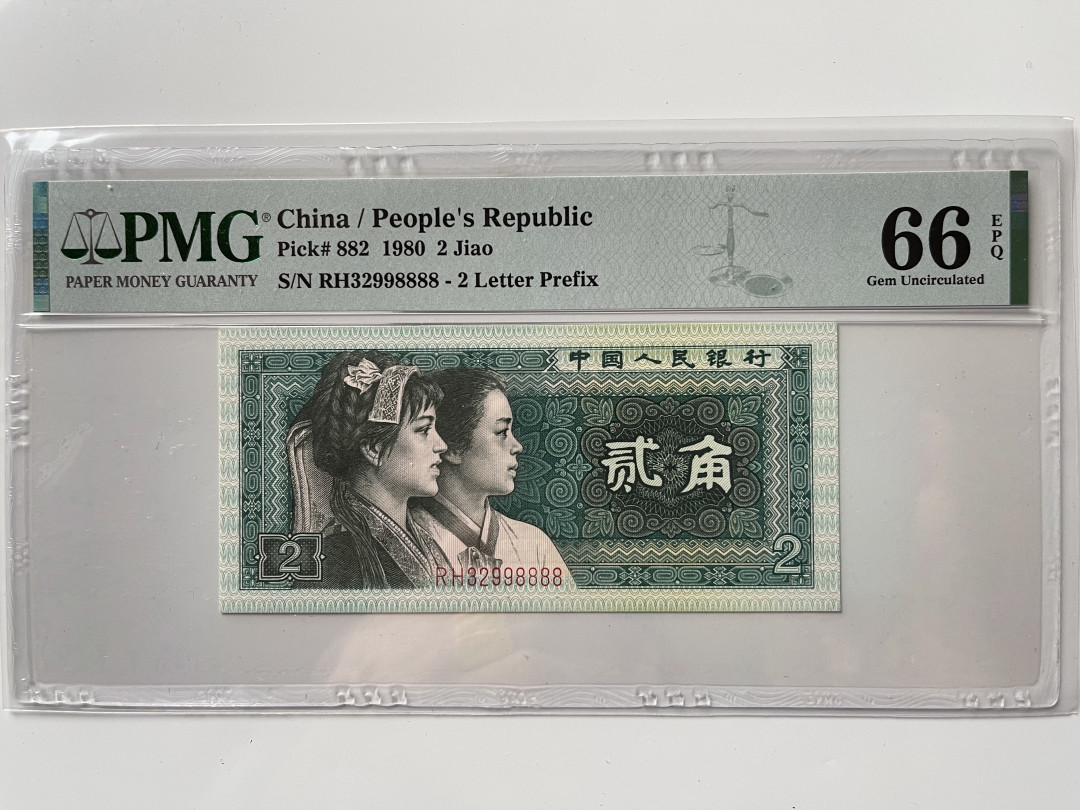 PMG®
PAPER MONEY GUARANTY
China / People's Republic
Pick# 882 1980 2 Jiao
S/N RH32998888 - 2 Letter Prefix
66
EPQ
Gem Uncirculated
中国人民银行
贰角
2
2
RH32998888